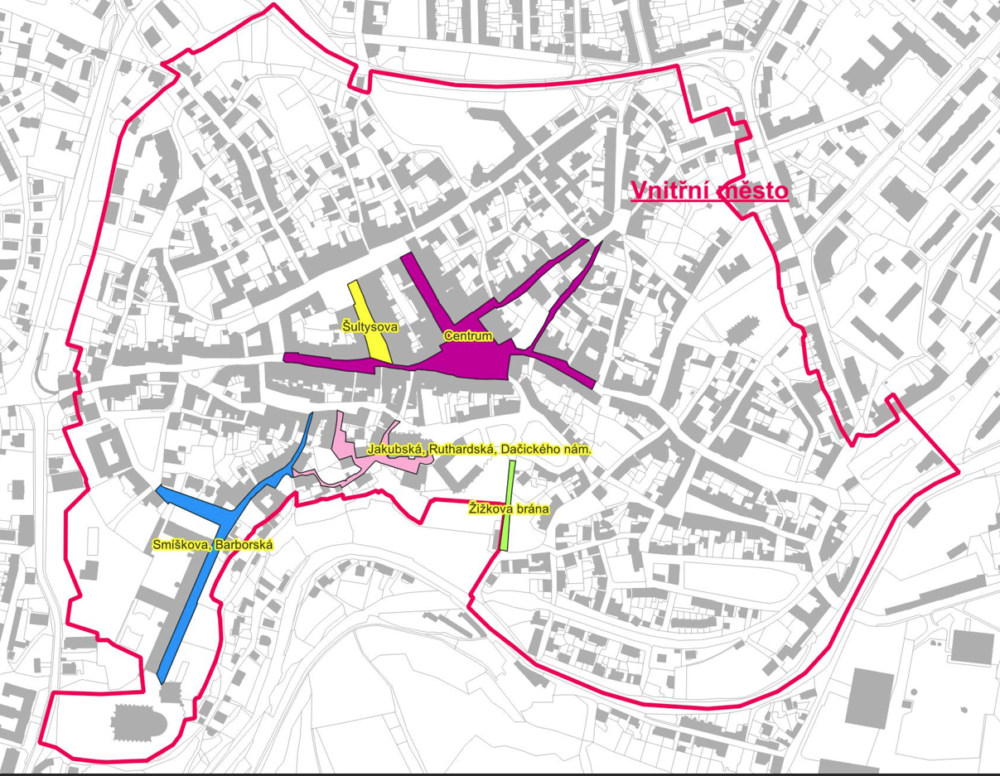 Vnitřní město
Šultysova
Centrum
Jakubská, Ruthardská, Dačického nám.
Žižkova brána
Smíškova, Barborská